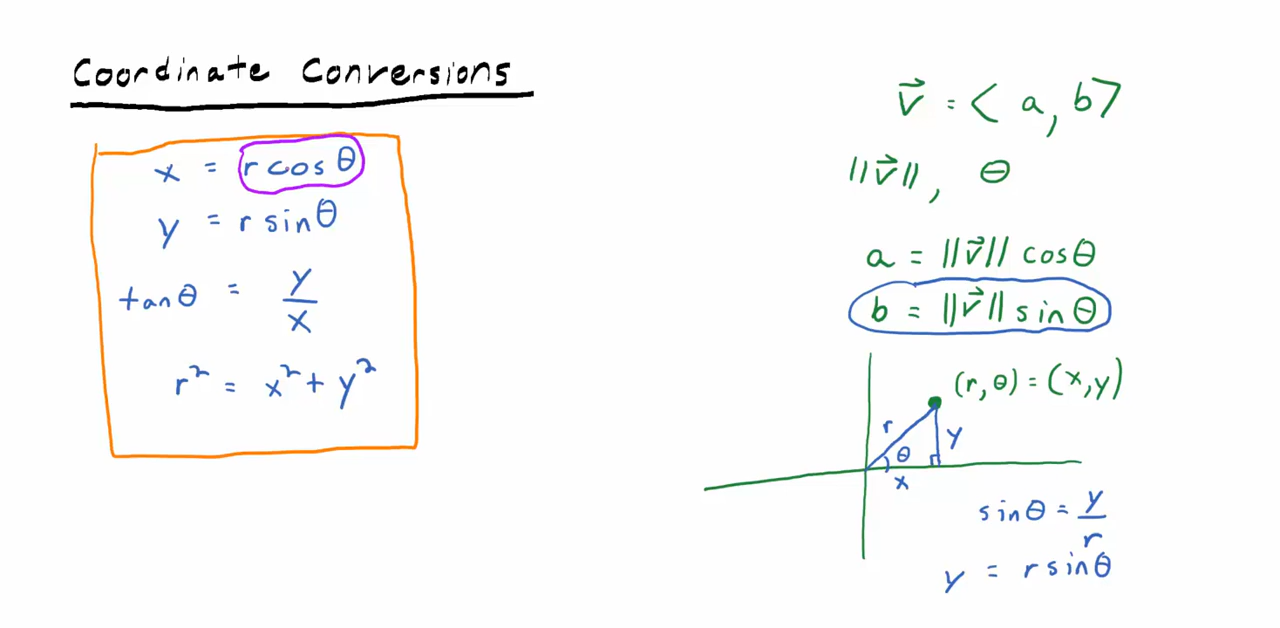 Coordinate Conversions
x = r cos θ
y = r sin θ
tan θ = y/x
r² = x² + y²
v⃗ = < a, b >
||v⃗||, θ
a = ||v⃗|| cos θ
b = ||v⃗|| sin θ
(r, θ) = (x, y)
r
y
θ
x
sin θ = y/r
y = r sin θ